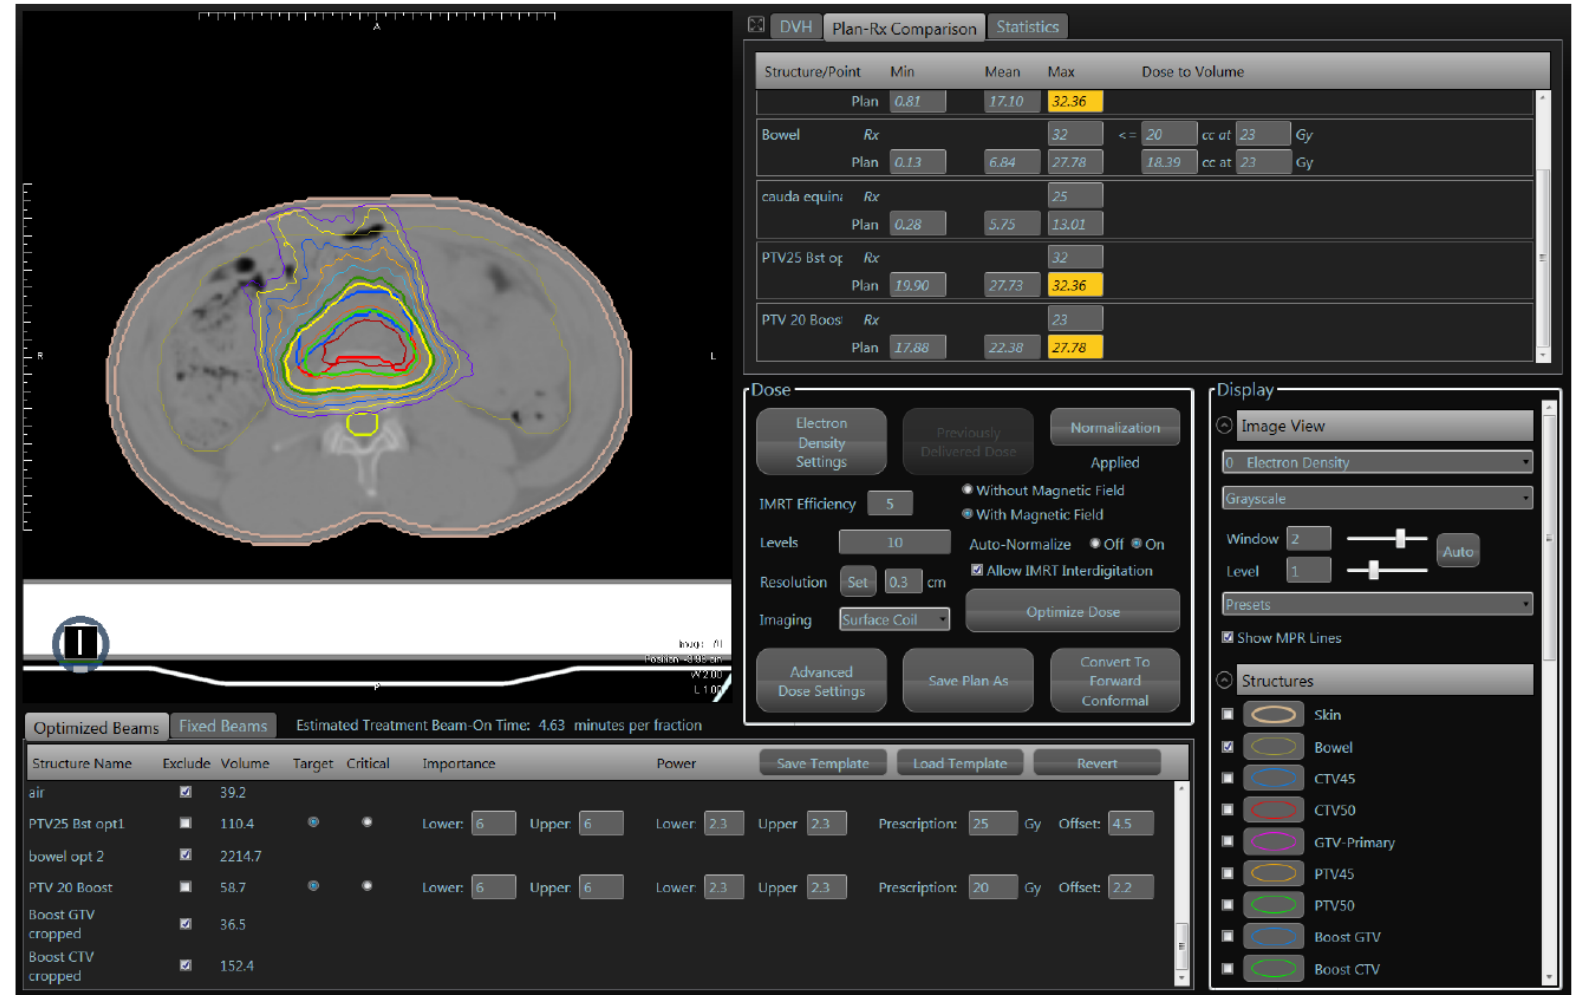 A
R
L
P
Position: -8.98 cm
W 2.00
L 1.00
DVH Plan-Rx Comparison Statistics
Structure/Point Min Mean Max Dose to Volume
Plan 0.81 17.10 32.36
Bowel Rx 32 <= 20 cc at 23 Gy
Plan 0.13 6.84 27.78 18.39 cc at 23 Gy
cauda equina Rx 25
Plan 0.28 5.75 13.01
PTV25 Bst op Rx 32
Plan 19.90 27.73 32.36
PTV 20 Boos Rx 23
Plan 17.88 22.38 27.78
Dose
Electron
Density
Settings
Previously
Delivered Dose
Normalization
Applied
IMRT Efficiency 5
Without Magnetic Field
With Magnetic Field
Levels 10
Auto-Normalize Off On
Allow IMRT Interdigitation
Resolution Set 0.3 cm
Imaging Surface Coil
Optimize Dose
Advanced
Dose Settings
Save Plan As
Convert To
Forward
Conformal
Display
Image View
0 Electron Density
Grayscale
Window 2
Auto
Level 1
Presets
Show MPR Lines
Structures
Skin
Bowel
CTV45
CTV50
GTV-Primary
PTV45
PTV50
Boost GTV
Boost CTV
Optimized Beams Fixed Beams Estimated Treatment Beam-On Time: 4.63 minutes per fraction
Structure Name Exclude Volume Target Critical Importance Power Save Template Load Template Revert
air 39.2
PTV25 Bst opt1 110.4 Lower: 6 Upper: 6 Lower: 2.3 Upper 2.3 Prescription: 25 Gy Offset: 4.5
bowel opt 2 2214.7
PTV 20 Boost 58.7 Lower: 6 Upper: 6 Lower: 2.3 Upper 2.3 Prescription: 20 Gy Offset: 2.2
Boost GTV
cropped 36.5
Boost CTV
cropped 152.4